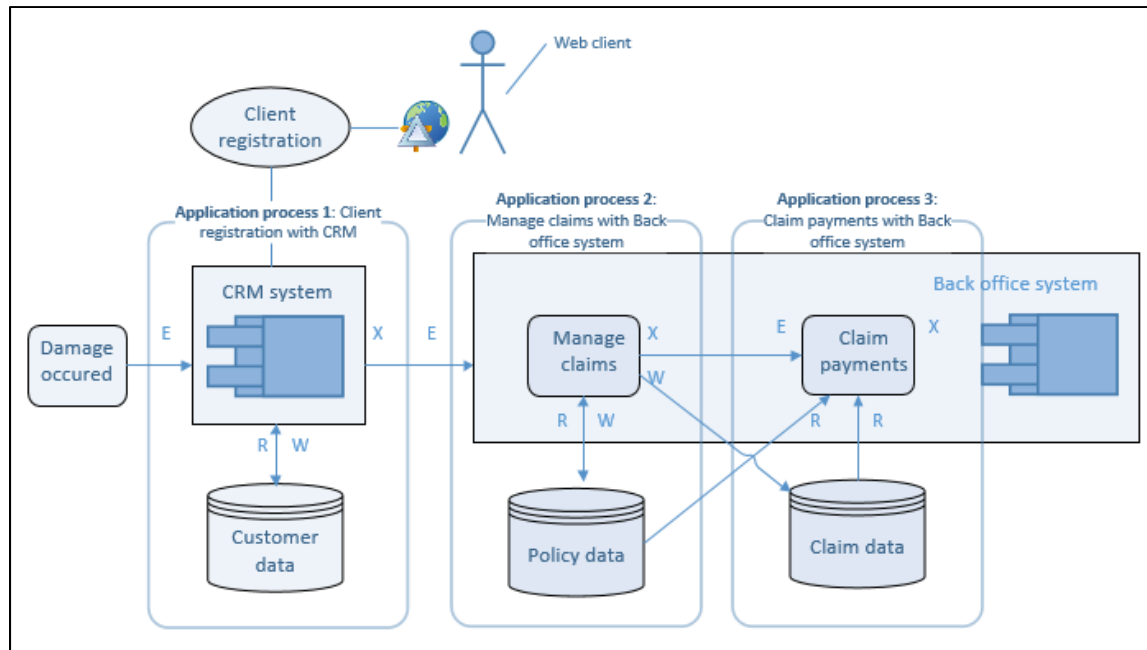 Web client
Client
registration
Application process 1: Client
registration with CRM
Application process 2:
Manage claims with Back
office system
Application process 3:
Claim payments with Back
office system
CRM system
Back office system
Damage
occured
E
X
E
Manage
claims
X
W
E
Claim
payments
X
R W
R W
R
R
Customer
data
Policy data
Claim data